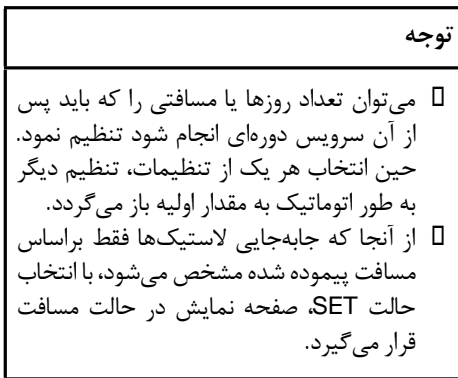 توجه
می‌توان تعداد روزها یا مسافتی را که باید پس
از آن سرویس دوره‌ای انجام شود تنظیم نمود.
حین انتخاب هر یک از تنظیمات، تنظیم دیگر
به طور اتوماتیک به مقدار اولیه باز می‌گردد.
از آنجا که جابه‌جایی لاستیک‌ها فقط براساس
مسافت پیموده شده مشخص می‌شود، با انتخاب
حالت SET، صفحه نمایش در حالت مسافت
قرار می‌گیرد.